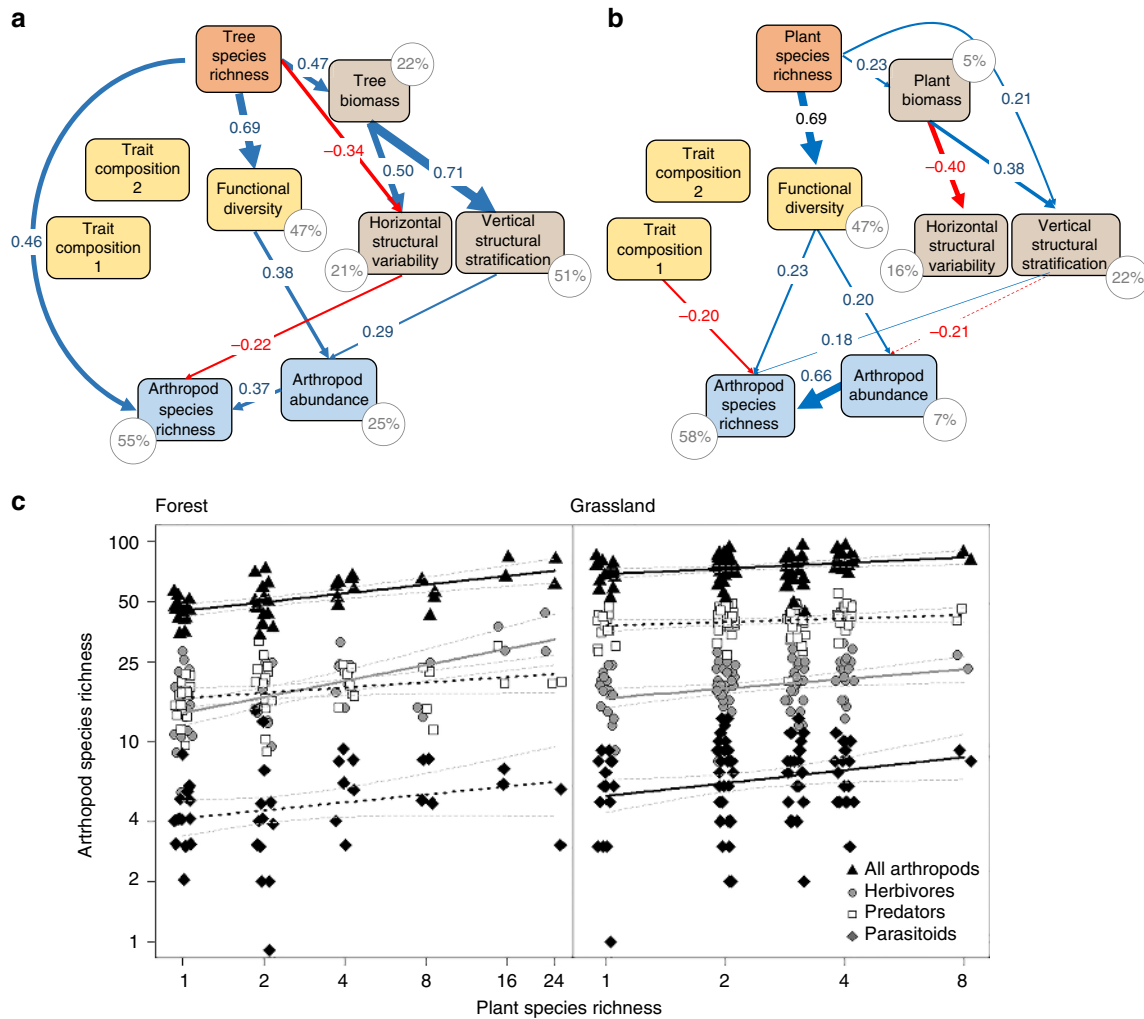 a
Tree
species
richness
0.47
22%
Tree
biomass
0.69
−0.34
0.50
0.71
Trait
composition
2
Functional
diversity
47%
Trait
composition
1
Horizontal
structural
variability
21%
Vertical
structural
stratification
51%
0.46
0.38
−0.22
0.29
Arthropod
species
richness
55%
0.37
Arthropod
abundance
25%
b
Plant
species
richness
0.23
5%
Plant
biomass
0.21
0.69
−0.40
0.38
Trait
composition
2
Functional
diversity
47%
Trait
composition
1
Horizontal
structural
variability
16%
Vertical
structural
stratification
22%
−0.20
0.23
0.20
0.18
−0.21
Arthropod
species
richness
58%
0.66
Arthropod
abundance
7%
c
Forest
Grassland
Artrhopod species richness
100
50
25
10
4
2
1
All arthropods
Herbivores
Predators
Parasitoids
1 2 4 8 16 24
1 2 4 8
Plant species richness